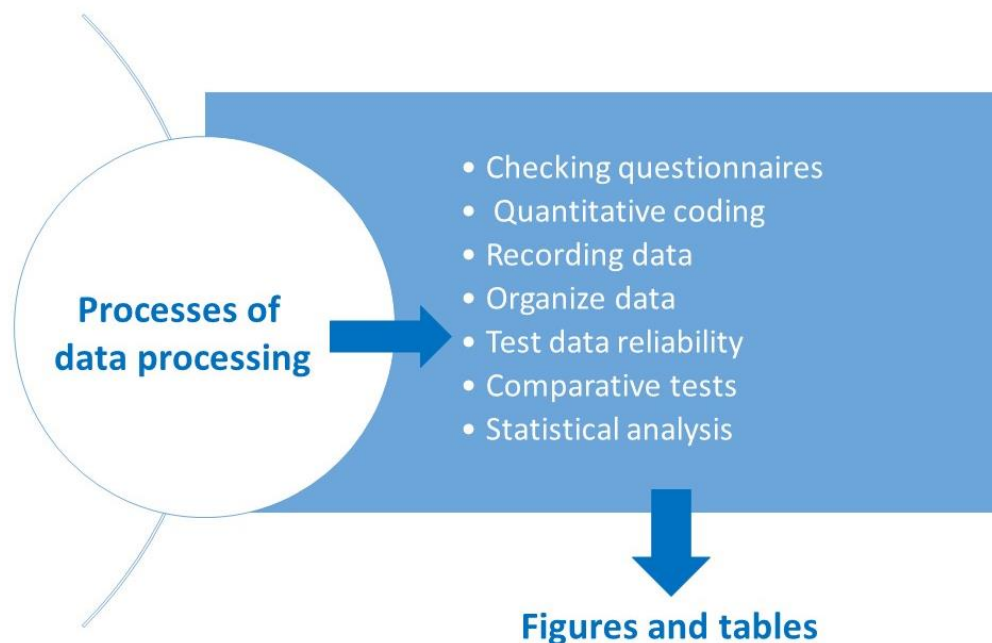 Processes of
data processing
• Checking questionnaires
• Quantitative coding
• Recording data
• Organize data
• Test data reliability
• Comparative tests
• Statistical analysis
Figures and tables